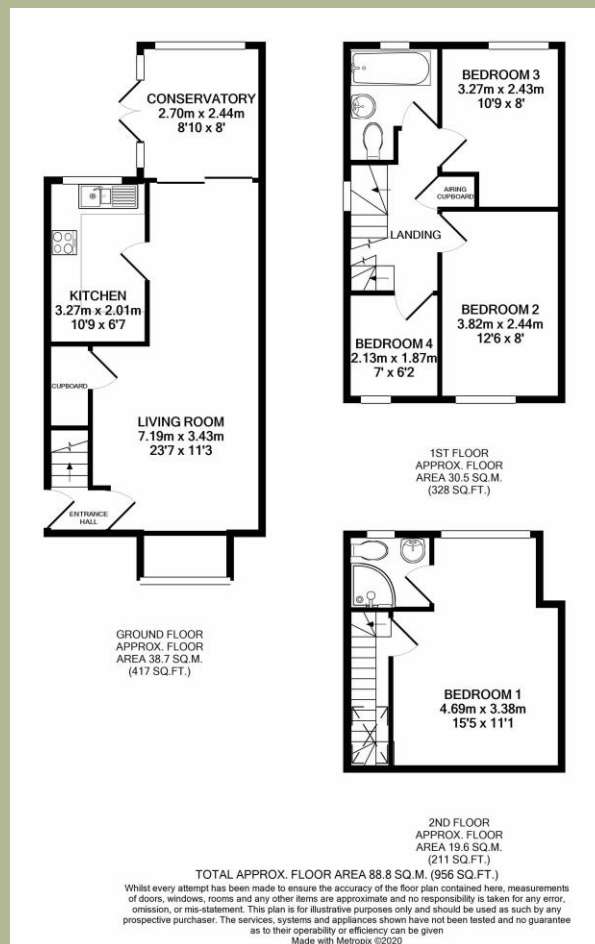 CONSERVATORY
2.70m x 2.44m
8'10 x 8'
KITCHEN
3.27m x 2.01m
10'9 x 6'7
CUPBOARD
LIVING ROOM
7.19m x 3.43m
23'7 x 11'3
ENTRANCE
HALL
GROUND FLOOR
APPROX. FLOOR
AREA 38.7 SQ.M.
(417 SQ.FT.)
BEDROOM 3
3.27m x 2.43m
10'9 x 8'
AIRING
CUPBOARD
LANDING
BEDROOM 2
3.82m x 2.44m
12'6 x 8'
BEDROOM 4
2.13m x 1.87m
7' x 6'2
1ST FLOOR
APPROX. FLOOR
AREA 30.5 SQ.M.
(328 SQ.FT.)
BEDROOM 1
4.69m x 3.38m
15'5 x 11'1
2ND FLOOR
APPROX. FLOOR
AREA 19.6 SQ.M.
(211 SQ.FT.)
TOTAL APPROX. FLOOR AREA 88.8 SQ.M. (956 SQ.FT.)
Whilst every attempt has been made to ensure the accuracy of the floor plan contained here, measurements
of doors, windows, rooms and any other items are approximate and no responsibility is taken for any error,
omission, or mis-statement. This plan is for illustrative purposes only and should be used as such by any
prospective purchaser. The services, systems and appliances shown have not been tested and no guarantee
as to their operability or efficiency can be given
Made with Metropix ©2020